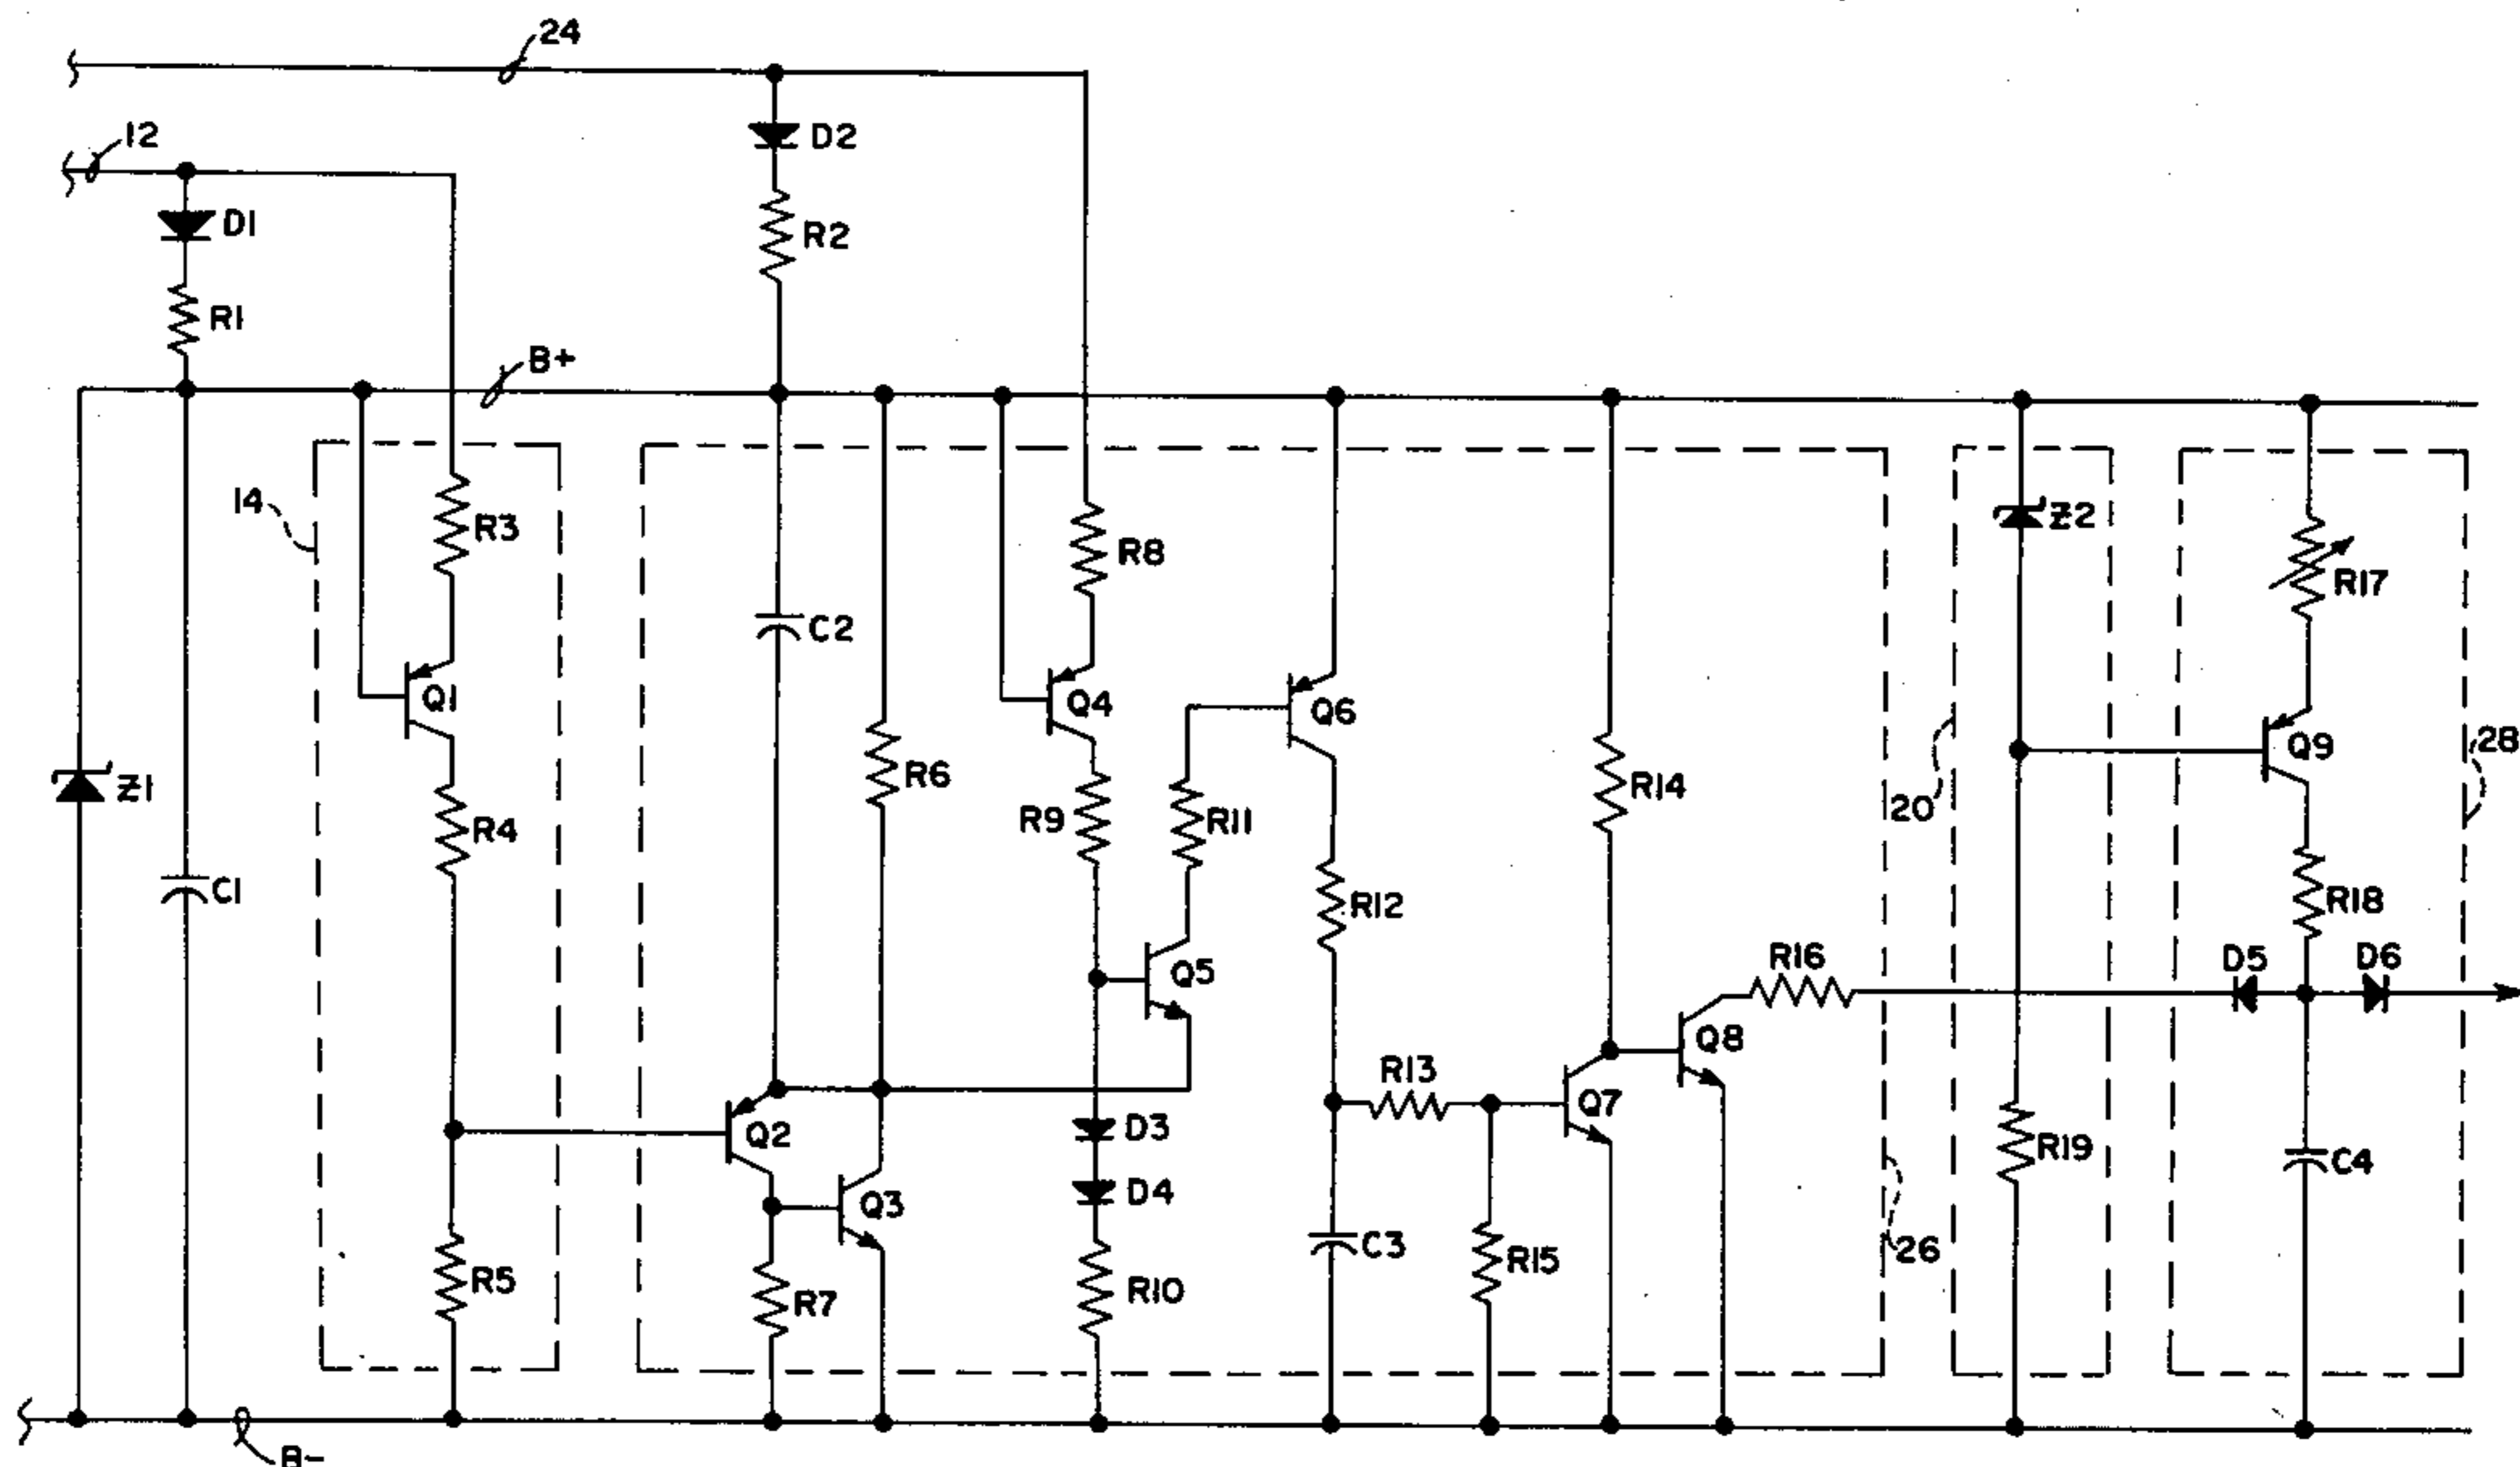 24
12
D2
D1
R2
R1
B+
14
R3
Z2
R8
R17
C2
Q1
Q4
Q6
Q9
28
R6
Z1
R14
20
R4
R9
R11
C1
R12
R18
R16
D5
D6
Q5
Q8
R13
Q7
D3
Q2
R19
C4
D4
Q3
C3
26
R5
R15
R7
R10
B-